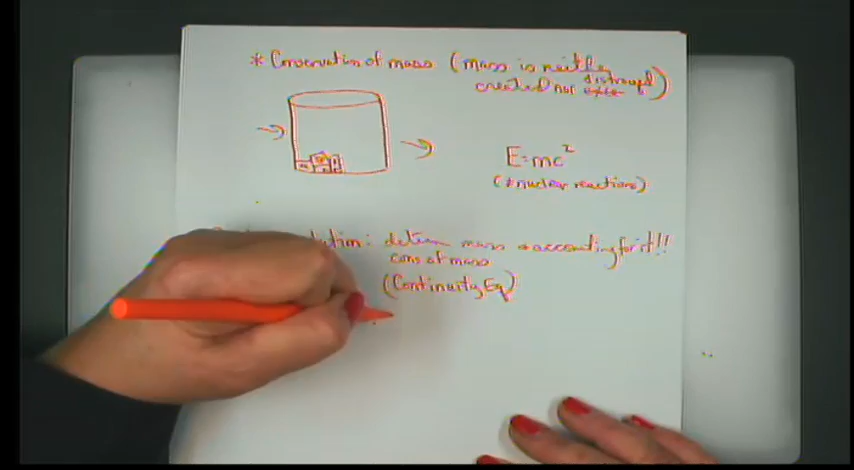 * Conservation of mass (mass is neither
created nor destroyed)
E=mc²
(≠nuclear reactions)
: determ mass + accounting for it!!
cons of mass
(Continuity Eq)